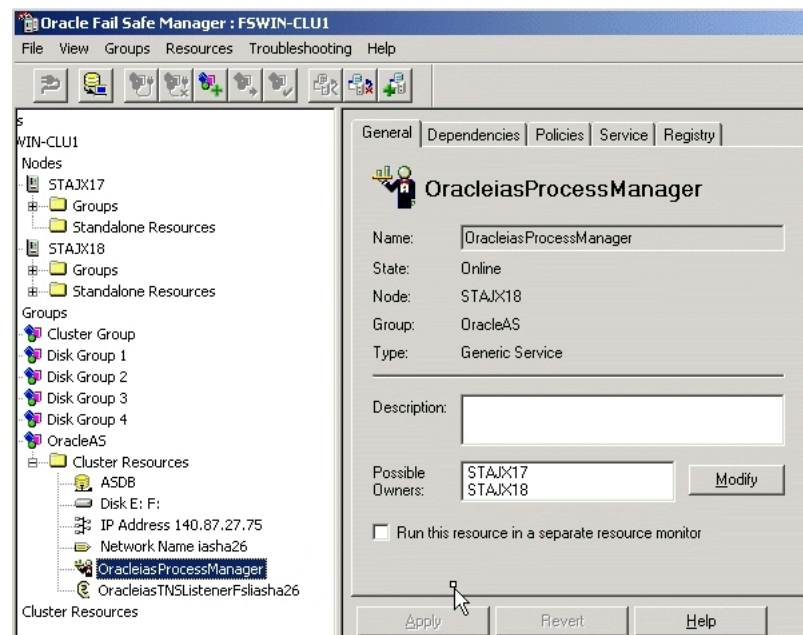 Oracle Fail Safe Manager : FSWIN-CLU1
File View Groups Resources Troubleshooting Help
s
WIN-CLU1
Nodes
STAJX17
Groups
Standalone Resources
STAJX18
Groups
Standalone Resources
Groups
Cluster Group
Disk Group 1
Disk Group 2
Disk Group 3
Disk Group 4
OracleAS
Cluster Resources
ASDB
Disk E: F:
IP Address 140.87.27.75
Network Name iasha26
OracleiasProcessManager
OracleiasTNSListenerFsliasha26
Cluster Resources
General Dependencies Policies Service Registry
OracleiasProcessManager
Name: OracleiasProcessManager
State: Online
Node: STAJX18
Group: OracleAS
Type: Generic Service
Description:
Possible Owners: STAJX17
STAJX18
Modify
Run this resource in a separate resource monitor
Apply Revert Help